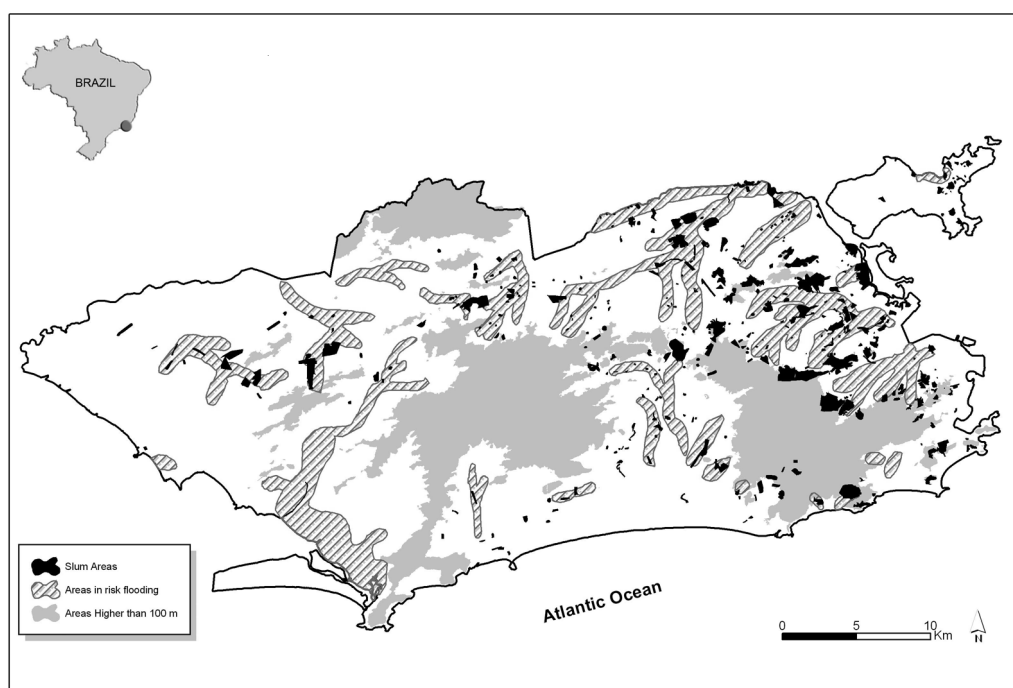 BRAZIL
Slum Areas
Areas in risk flooding
Areas Higher than 100 m
Atlantic Ocean
0 5 10
Km
N